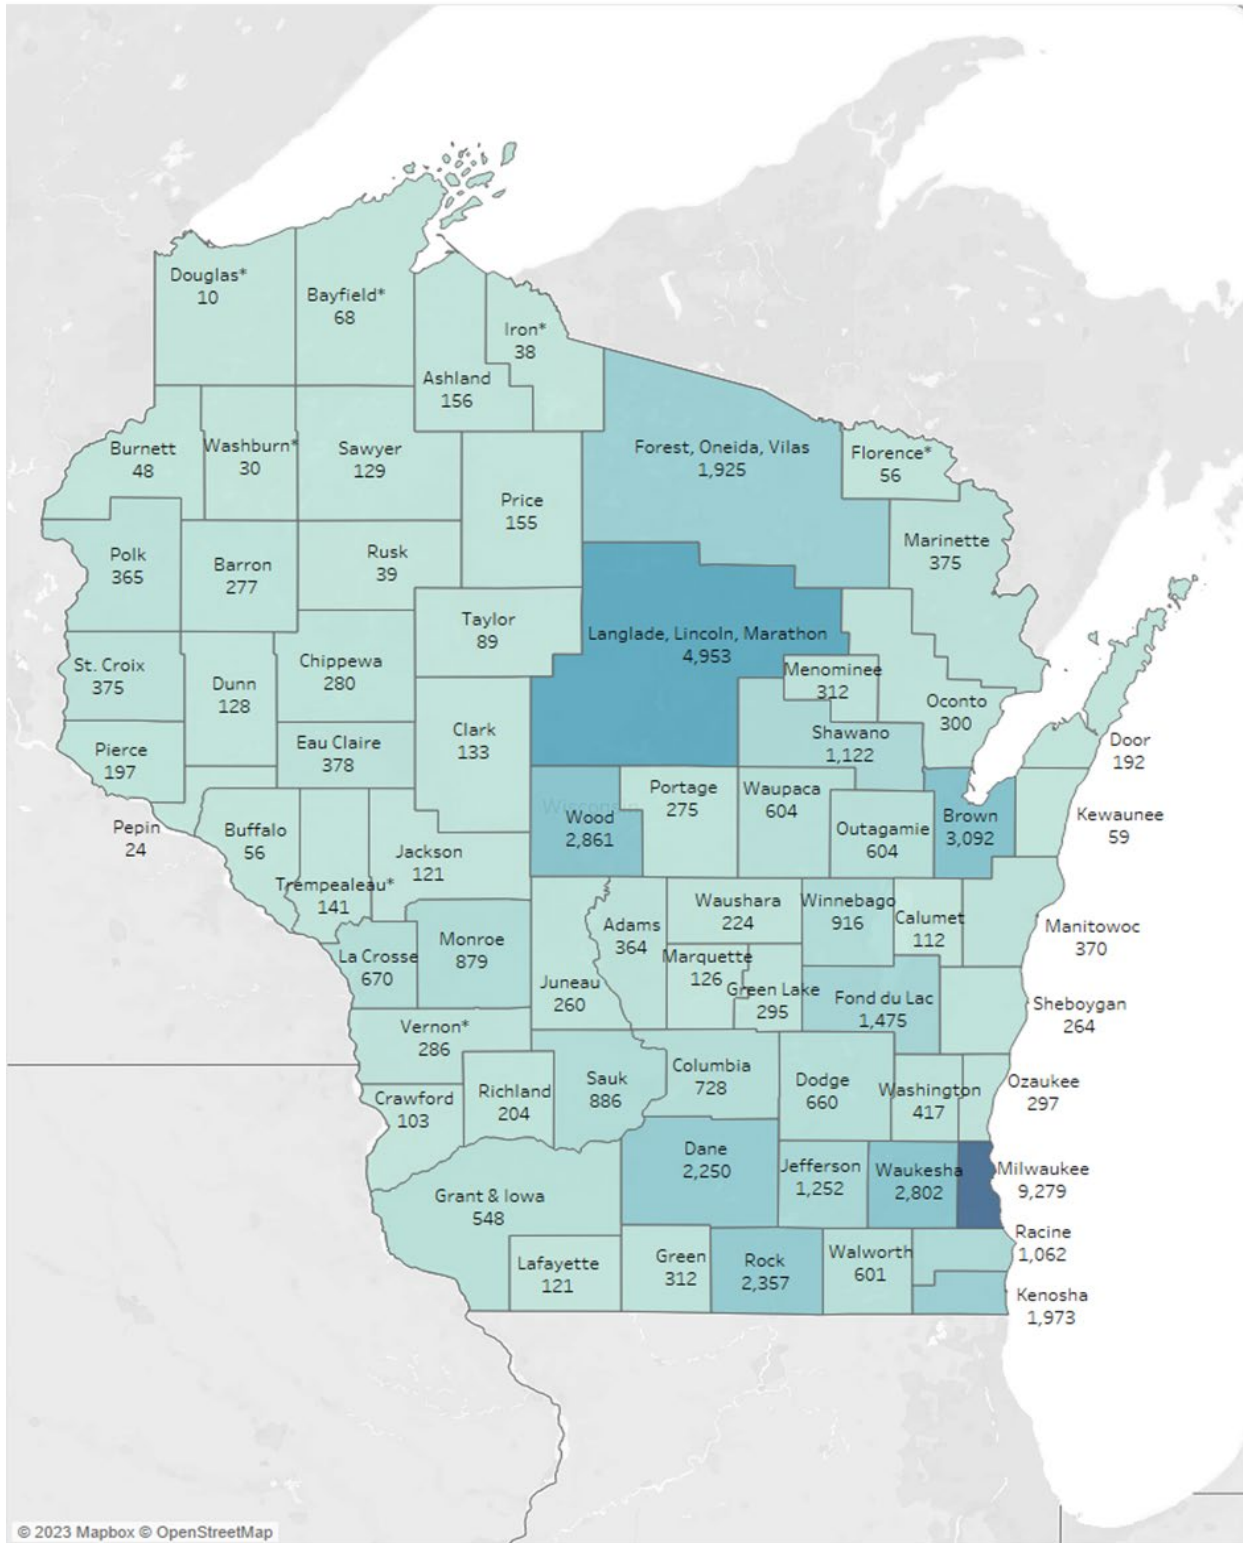 Douglas*
10
Bayfield*
68
Iron*
38
Ashland
156
Burnett
48
Washburn*
30
Sawyer
129
Forest, Oneida, Vilas
1,925
Florence*
56
Price
155
Marinette
375
Polk
365
Barron
277
Rusk
39
Taylor
89
Langlade, Lincoln, Marathon
4,953
St. Croix
375
Dunn
128
Chippewa
280
Menominee
312
Oconto
300
Clark
133
Shawano
1,122
Pierce
197
Eau Claire
378
Door
192
Wisconsin
Wood
2,861
Portage
275
Waupaca
604
Outagamie
604
Brown
3,092
Kewaunee
59
Pepin
24
Buffalo
56
Jackson
121
Trempealeau*
141
Adams
364
Waushara
224
Winnebago
916
Calumet
112
Manitowoc
370
La Crosse
670
Monroe
879
Juneau
260
Marquette
126
Green Lake
295
Fond du Lac
1,475
Sheboygan
264
Vernon*
286
Columbia
728
Dodge
660
Washington
417
Ozaukee
297
Crawford
103
Richland
204
Sauk
886
Dane
2,250
Jefferson
1,252
Waukesha
2,802
Milwaukee
9,279
Grant & Iowa
548
Lafayette
121
Green
312
Rock
2,357
Walworth
601
Racine
1,062
Kenosha
1,973
© 2023 Mapbox © OpenStreetMap